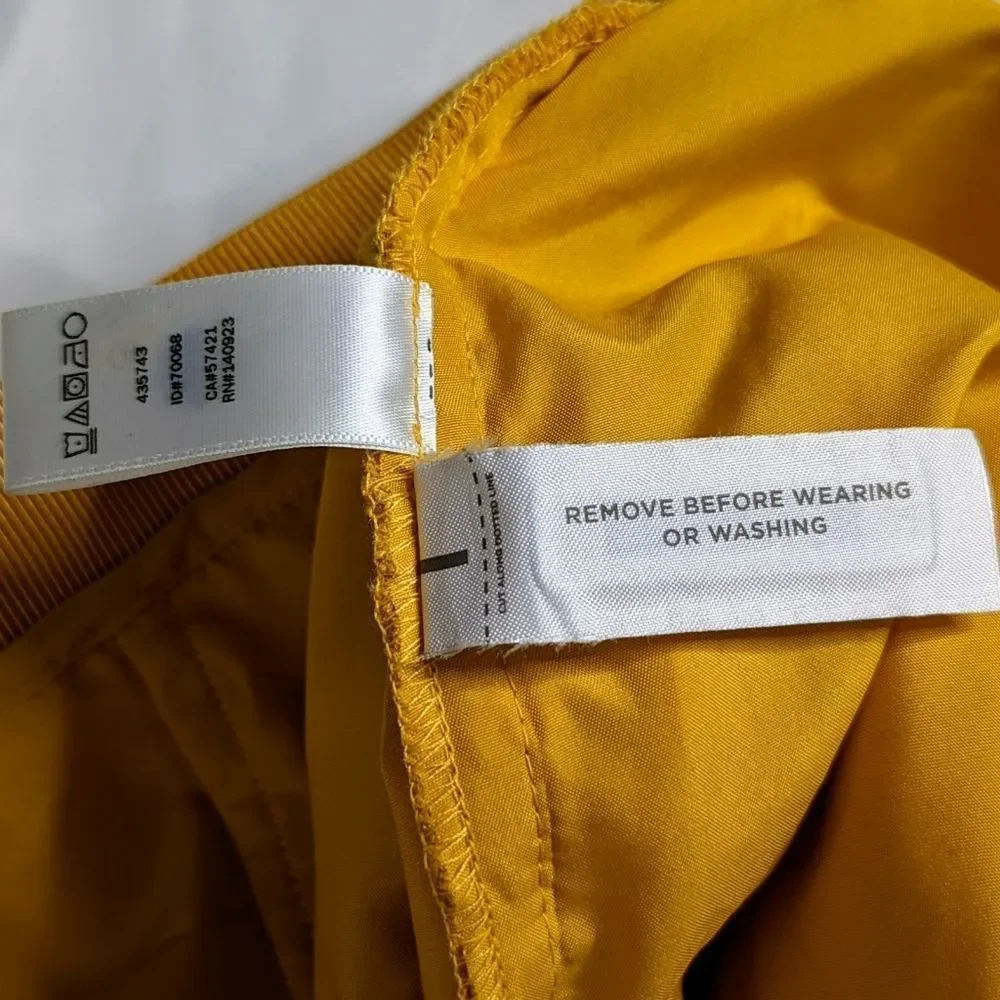 435743
ID#70068
CA#57421
RN#140923
CUT ALONG DOTTED LINE
REMOVE BEFORE WEARING
OR WASHING